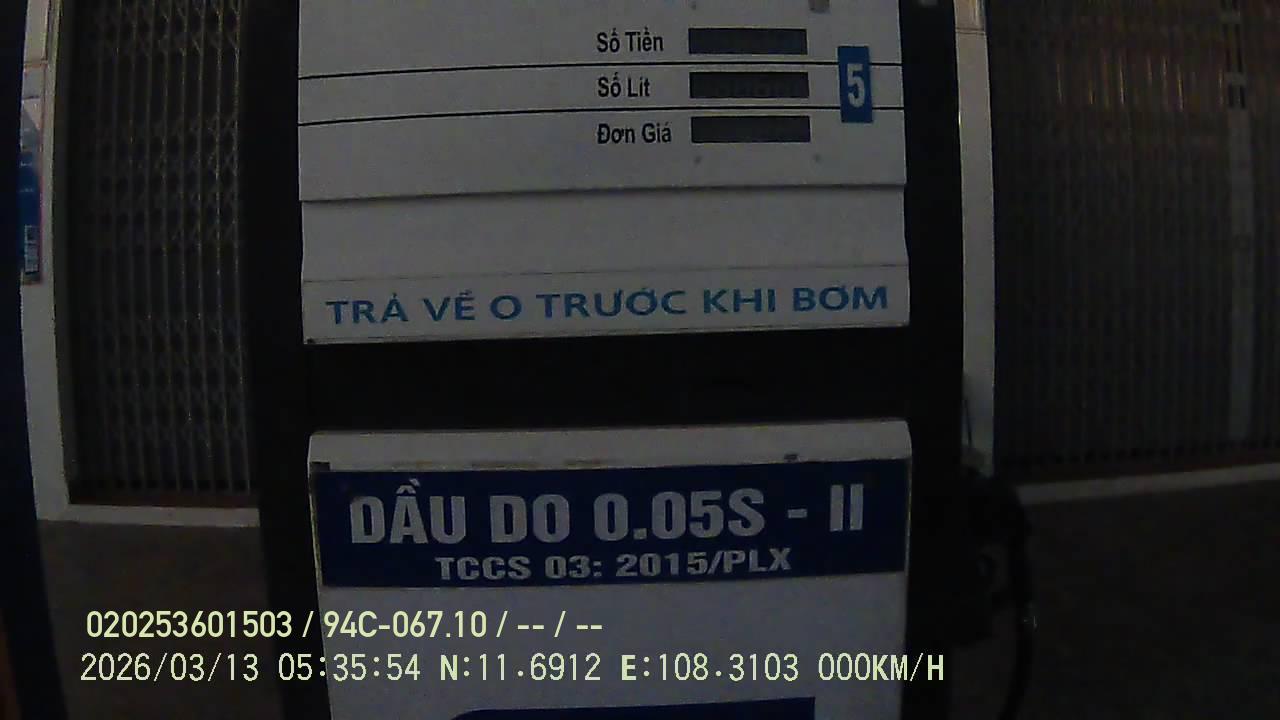 Số Tiền
Số Lít
5
Đơn Giá
TRẢ VỀ O TRƯỚC KHI BƠM
DẦU DO 0.05S - II
TCCS 03: 2015/PLX
020253601503 / 94C-067.10 / -- / --
2026/03/13 05:35:54 N:11.6912 E:108.3103 000KM/H